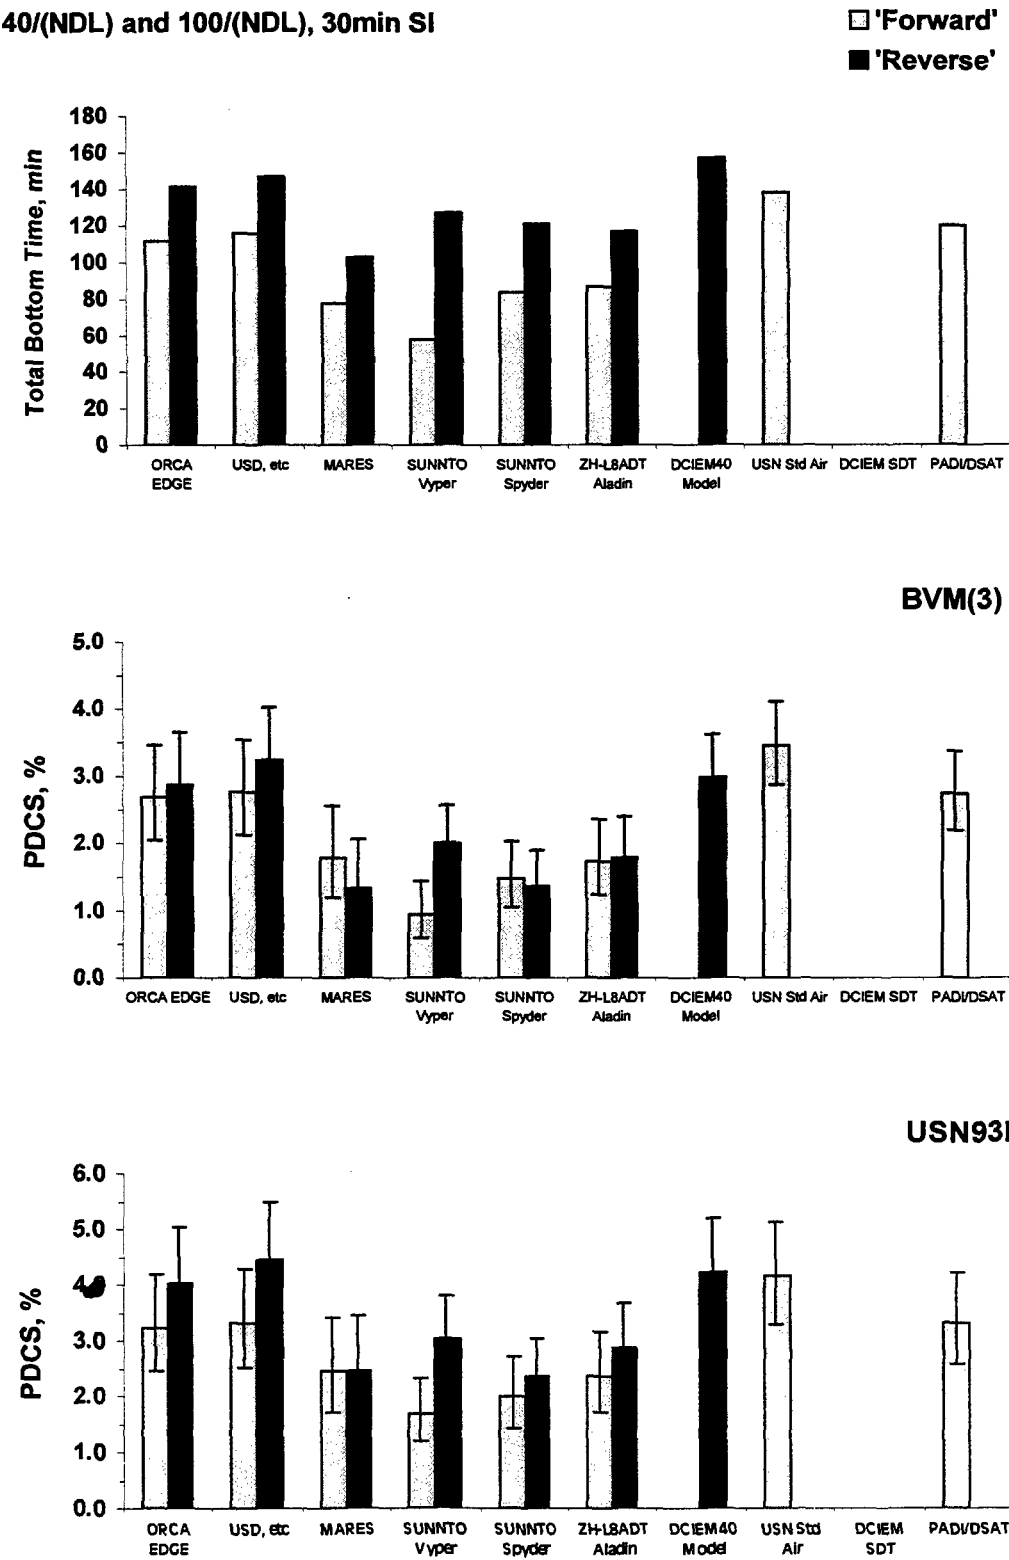 40/(NDL) and 100/(NDL), 30min SI
'Forward'
'Reverse'
Total Bottom Time, min
180
160
140
120
100
80
60
40
20
0
ORCA EDGE
USD, etc
MARES
SUNNTO Vyper
SUNNTO Spyder
ZH-L8ADT Aladin
DCIEM40 Model
USN Std Air
DCIEM SDT
PADI/DSAT
BVM(3)
PDCS, %
5.0
4.0
3.0
2.0
1.0
0.0
ORCA EDGE
USD, etc
MARES
SUNNTO Vyper
SUNNTO Spyder
ZH-L8ADT Aladin
DCIEM40 Model
USN Std Air
DCIEM SDT
PADI/DSAT
USN93
PDCS, %
6.0
5.0
3.0
2.0
1.0
0.0
ORCA EDGE
USD, etc
MARES
SUNNTO Vyper
SUNNTO Spyder
ZH-L8ADT Aladin
DCIEM40 Model
USN Std Air
DCIEM SDT
PADI/DSAT